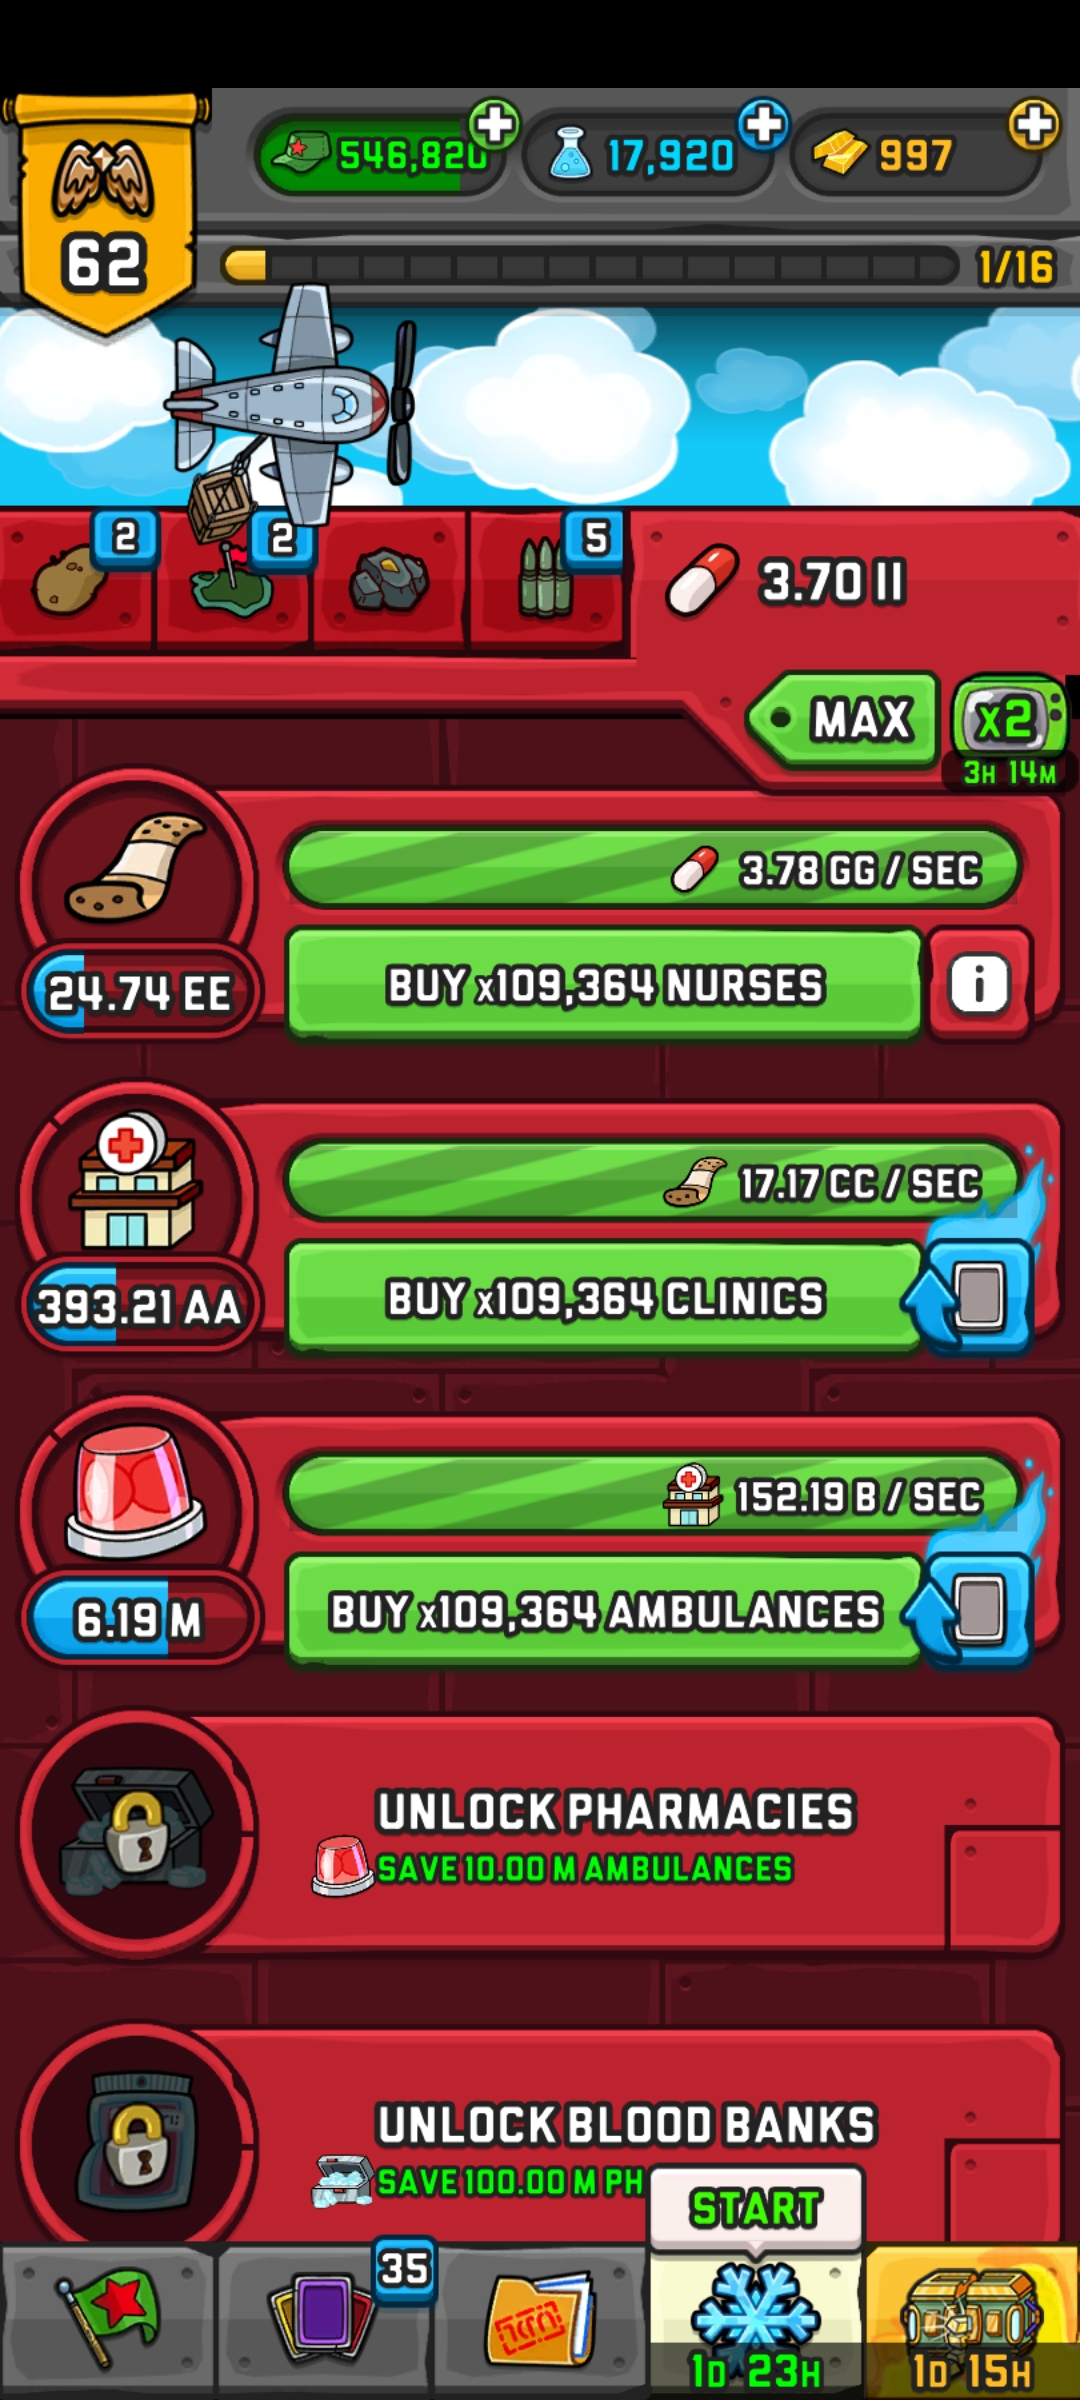 546,820
17,920
997
62
1/16
2
2
5
3.70 II
MAX
x2
3H 14M
3.78 GG / SEC
24.74 EE
BUY x109,364 NURSES
i
17.17 CC / SEC
393.21 AA
BUY x109,364 CLINICS
152.19 B / SEC
6.19 M
BUY x109,364 AMBULANCES
UNLOCK PHARMACIES
SAVE 10.00 M AMBULANCES
UNLOCK BLOOD BANKS
SAVE 100.00 M PH
START
35
1D 23H
1D 15H